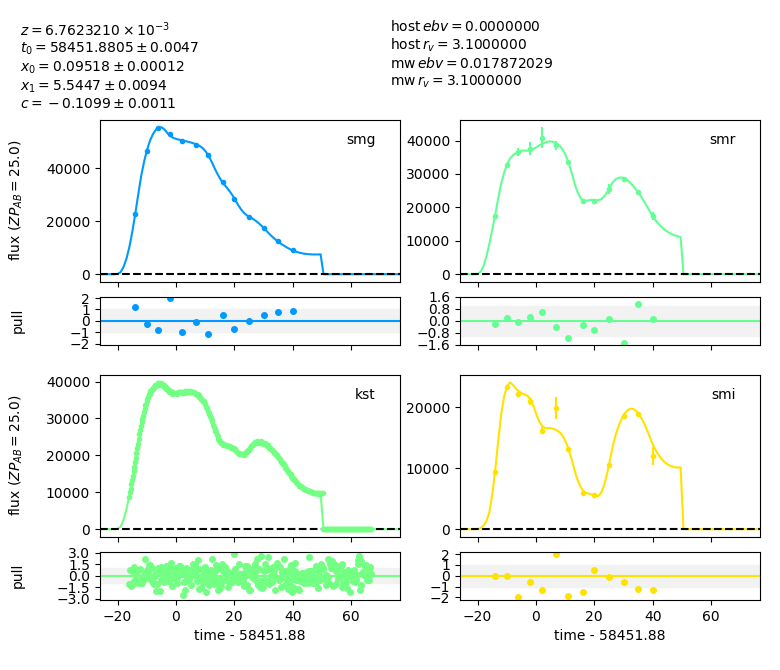 z = 6.7623210 × 10⁻³
t₀ = 58451.8805 ± 0.0047
x₀ = 0.09518 ± 0.00012
x₁ = 5.5447 ± 0.0094
c = −0.1099 ± 0.0011
host ebv = 0.0000000
host r_v = 3.1000000
mw ebv = 0.017872029
mw r_v = 3.1000000
flux (ZP_AB = 25.0)
40000
20000
0
smg
40000
30000
20000
10000
0
smr
pull
2
1
0
−1
−2
1.6
0.8
0.0
−0.8
−1.6
flux (ZP_AB = 25.0)
40000
30000
20000
10000
0
kst
20000
10000
0
smi
pull
3.0
1.5
0.0
−1.5
−3.0
−20 0 20 40 60
time - 58451.88
2
1
0
−1
−2
−20 0 20 40 60
time - 58451.88